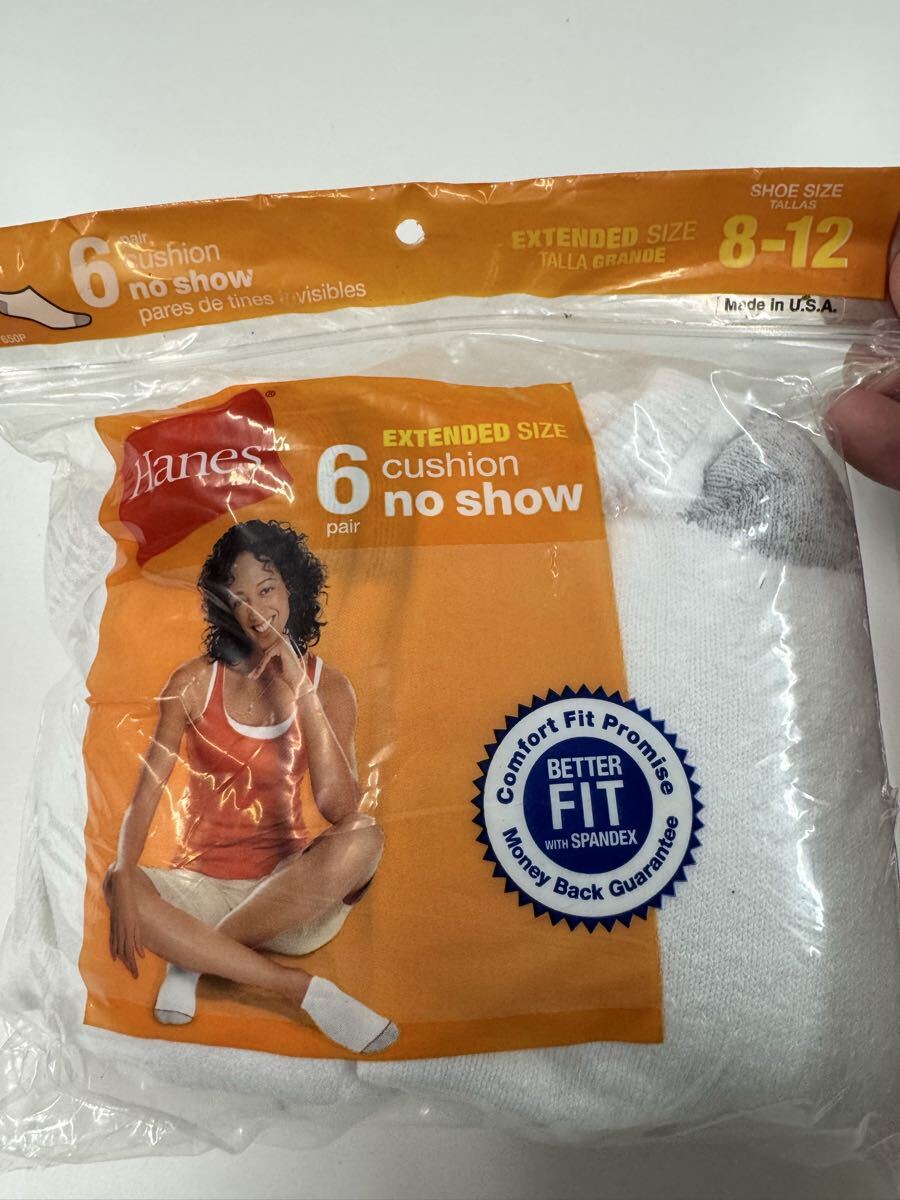 6 pair
cushion
no show
pares de tines invisibles
650P
EXTENDED SIZE
TALLA GRANDE
SHOE SIZE
TALLAS
8-12
Made in U.S.A.
Hanes®
6 pair
EXTENDED SIZE
cushion
no show
Comfort Fit Promise
BETTER
FIT
WITH SPANDEX
Money Back Guarantee